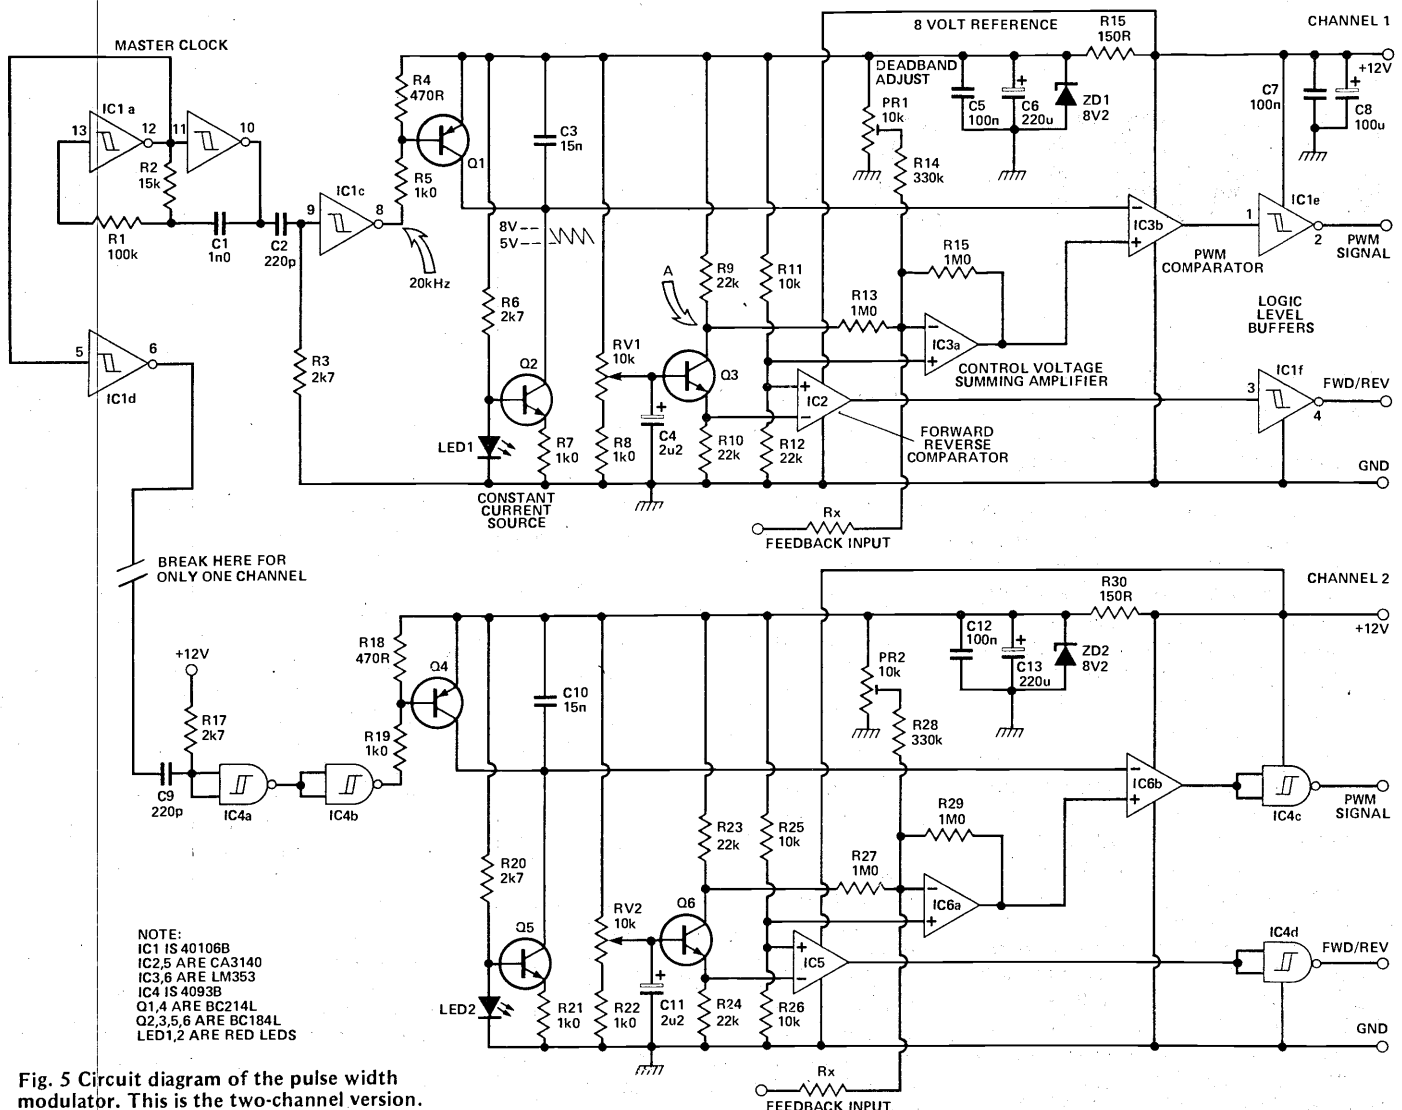 8 VOLT REFERENCE
R15
150R
CHANNEL 1
+12V
MASTER CLOCK
IC1a
13
12
11
10
R2
15k
R1
100k
C1
1n0
C2
220p
IC1c
9
8
R4
470R
R5
1k0
Q1
20kHz
C3
15n
8V
5V
DEADBAND
ADJUST
PR1
10k
R14
330k
C5
100n
C6
220u
+
ZD1
8V2
C7
100n
C8
100u
+
IC3b
−
+
PWM
COMPARATOR
IC1e
1
2
PWM
SIGNAL
LOGIC
LEVEL
BUFFERS
5
6
IC1d
R3
2k7
R6
2k7
Q2
LED1
R7
1k0
CONSTANT
CURRENT
SOURCE
RV1
10k
R8
1k0
C4
2u2
+
A
R9
22k
Q3
R10
22k
R11
10k
R12
22k
R13
1M0
R15
1M0
IC3a
−
+
CONTROL VOLTAGE
SUMMING AMPLIFIER
IC2
+
−
FORWARD
REVERSE
COMPARATOR
IC1f
3
4
FWD/REV
GND
Rx
FEEDBACK INPUT
BREAK HERE FOR
ONLY ONE CHANNEL
CHANNEL 2
R30
150R
+12V
+12V
R17
2k7
C9
220p
IC4a
IC4b
R18
470R
R19
1k0
Q4
C10
15n
PR2
10k
R28
330k
C12
100n
C13
220u
+
ZD2
8V2
IC6b
−
+
IC4c
PWM
SIGNAL
R20
2k7
Q5
LED2
R21
1k0
RV2
10k
R22
1k0
C11
2u2
+
R23
22k
Q6
R24
22k
R25
10k
R26
10k
R27
1M0
R29
1M0
IC6a
−
+
IC5
+
−
IC4d
FWD/REV
GND
Rx
FEEDBACK INPUT
NOTE:
IC1 IS 40106B
IC2,5 ARE CA3140
IC3,6 ARE LM353
IC4 IS 4093B
Q1,4 ARE BC214L
Q2,3,5,6 ARE BC184L
LED1,2 ARE RED LEDS
Fig. 5 Circuit diagram of the pulse width
modulator. This is the two-channel version.